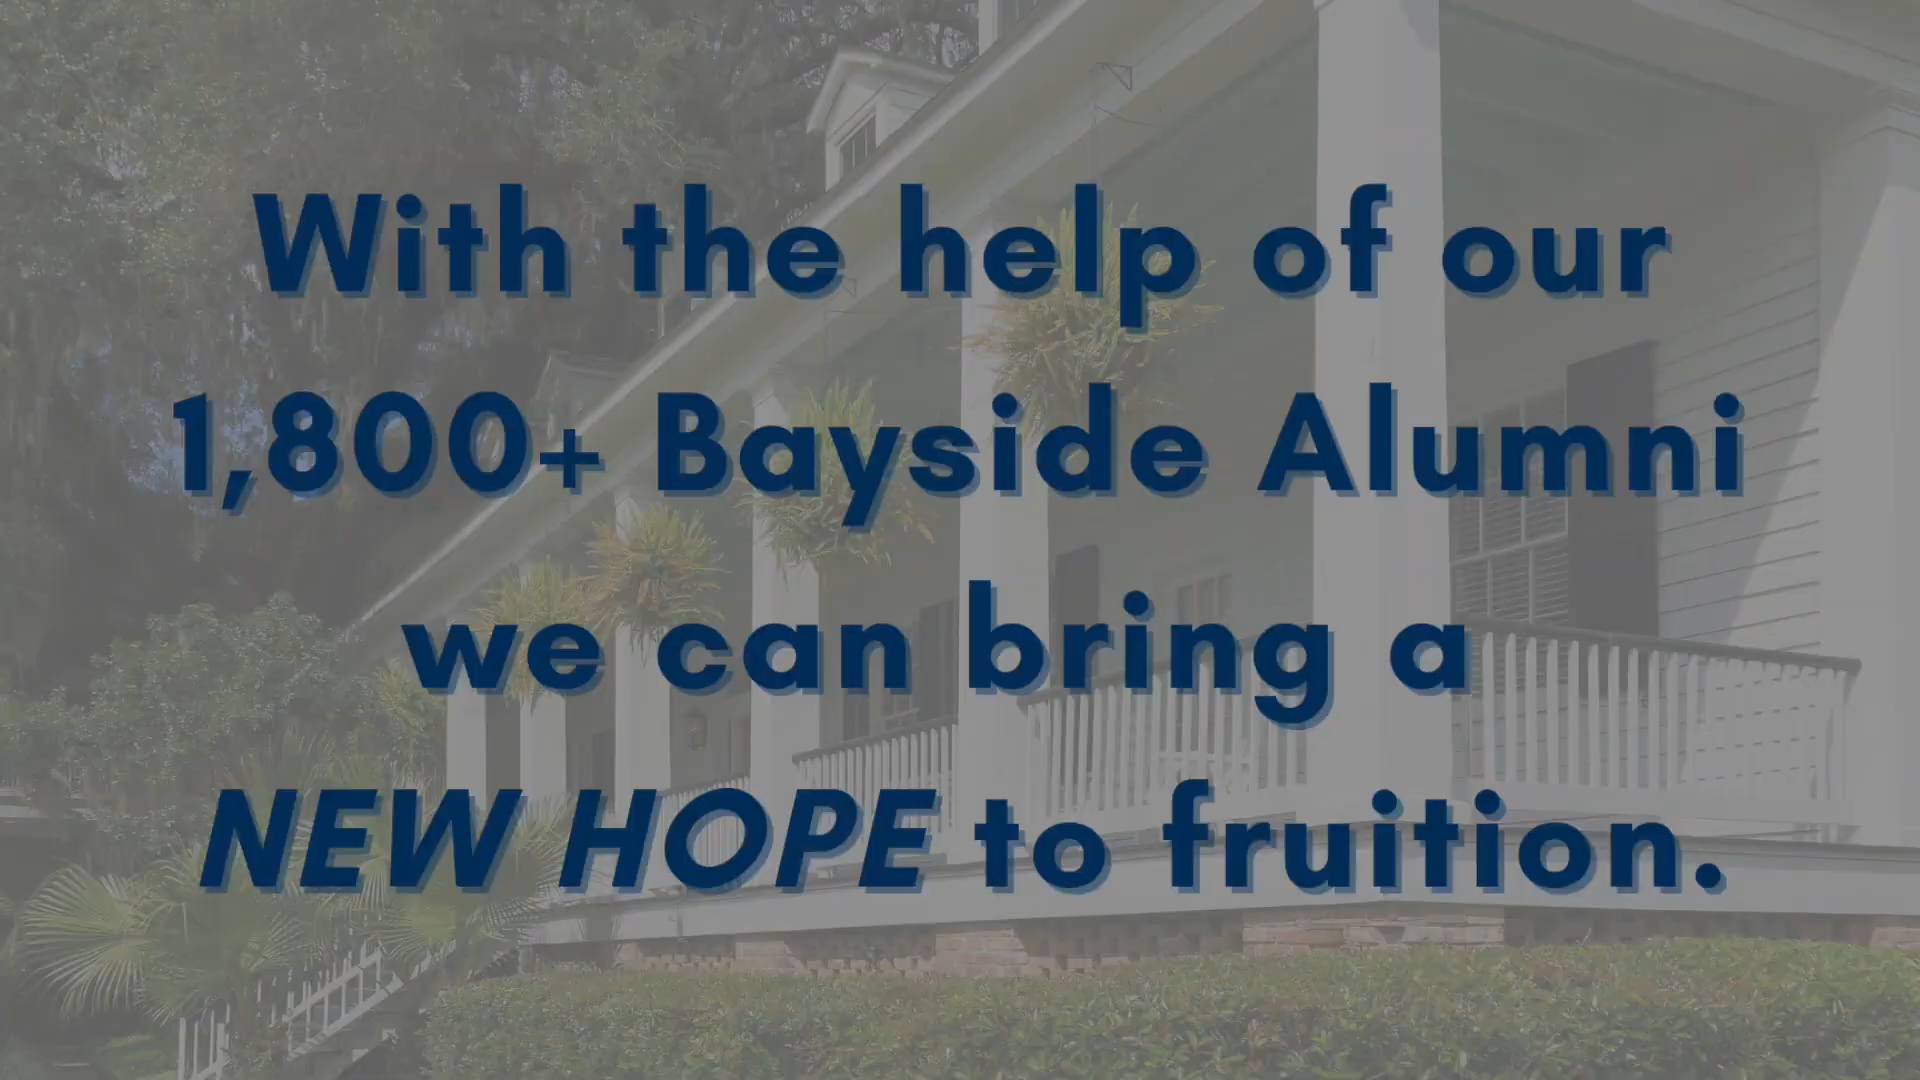 With the help of our
1,800+ Bayside Alumni
we can bring a
NEW HOPE to fruition.